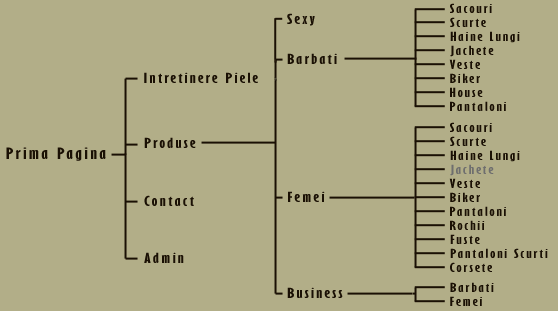 Prima Pagina
Intretinere Piele
Produse
Contact
Admin
Sexy
Barbati
Femei
Business
Sacouri
Scurte
Haine Lungi
Jachete
Veste
Biker
House
Pantaloni
Sacouri
Scurte
Haine Lungi
Jachete
Veste
Biker
Pantaloni
Rochii
Fuste
Pantaloni Scurti
Corsete
Barbati
Femei